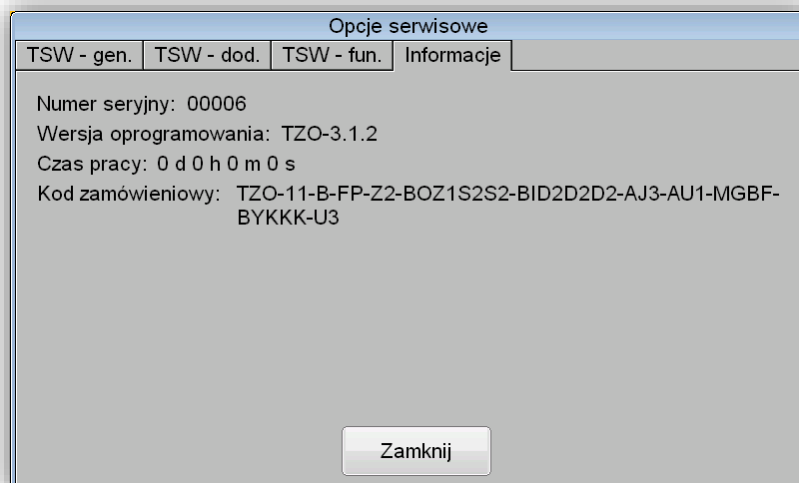 Opcje serwisowe
TSW - gen. TSW - dod. TSW - fun. Informacje
Numer seryjny: 00006
Wersja oprogramowania: TZO-3.1.2
Czas pracy: 0 d 0 h 0 m 0 s
Kod zamówieniowy: TZO-11-B-FP-Z2-BOZ1S2S2-BID2D2D2-AJ3-AU1-MGBF-
BYKKK-U3
Zamknij